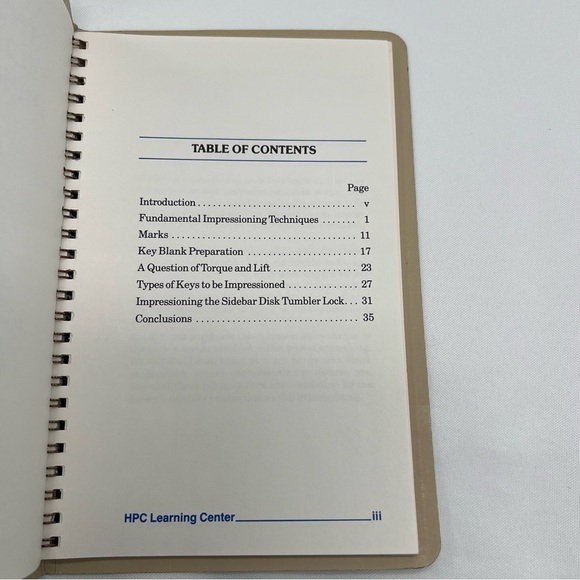 TABLE OF CONTENTS
Page
Introduction ................................ v
Fundamental Impressioning Techniques ....... 1
Marks ..................................... 11
Key Blank Preparation ...................... 17
A Question of Torque and Lift ................. 23
Types of Keys to be Impressioned .............. 27
Impressioning the Sidebar Disk Tumbler Lock... 31
Conclusions ................................. 35
HPC Learning Center iii